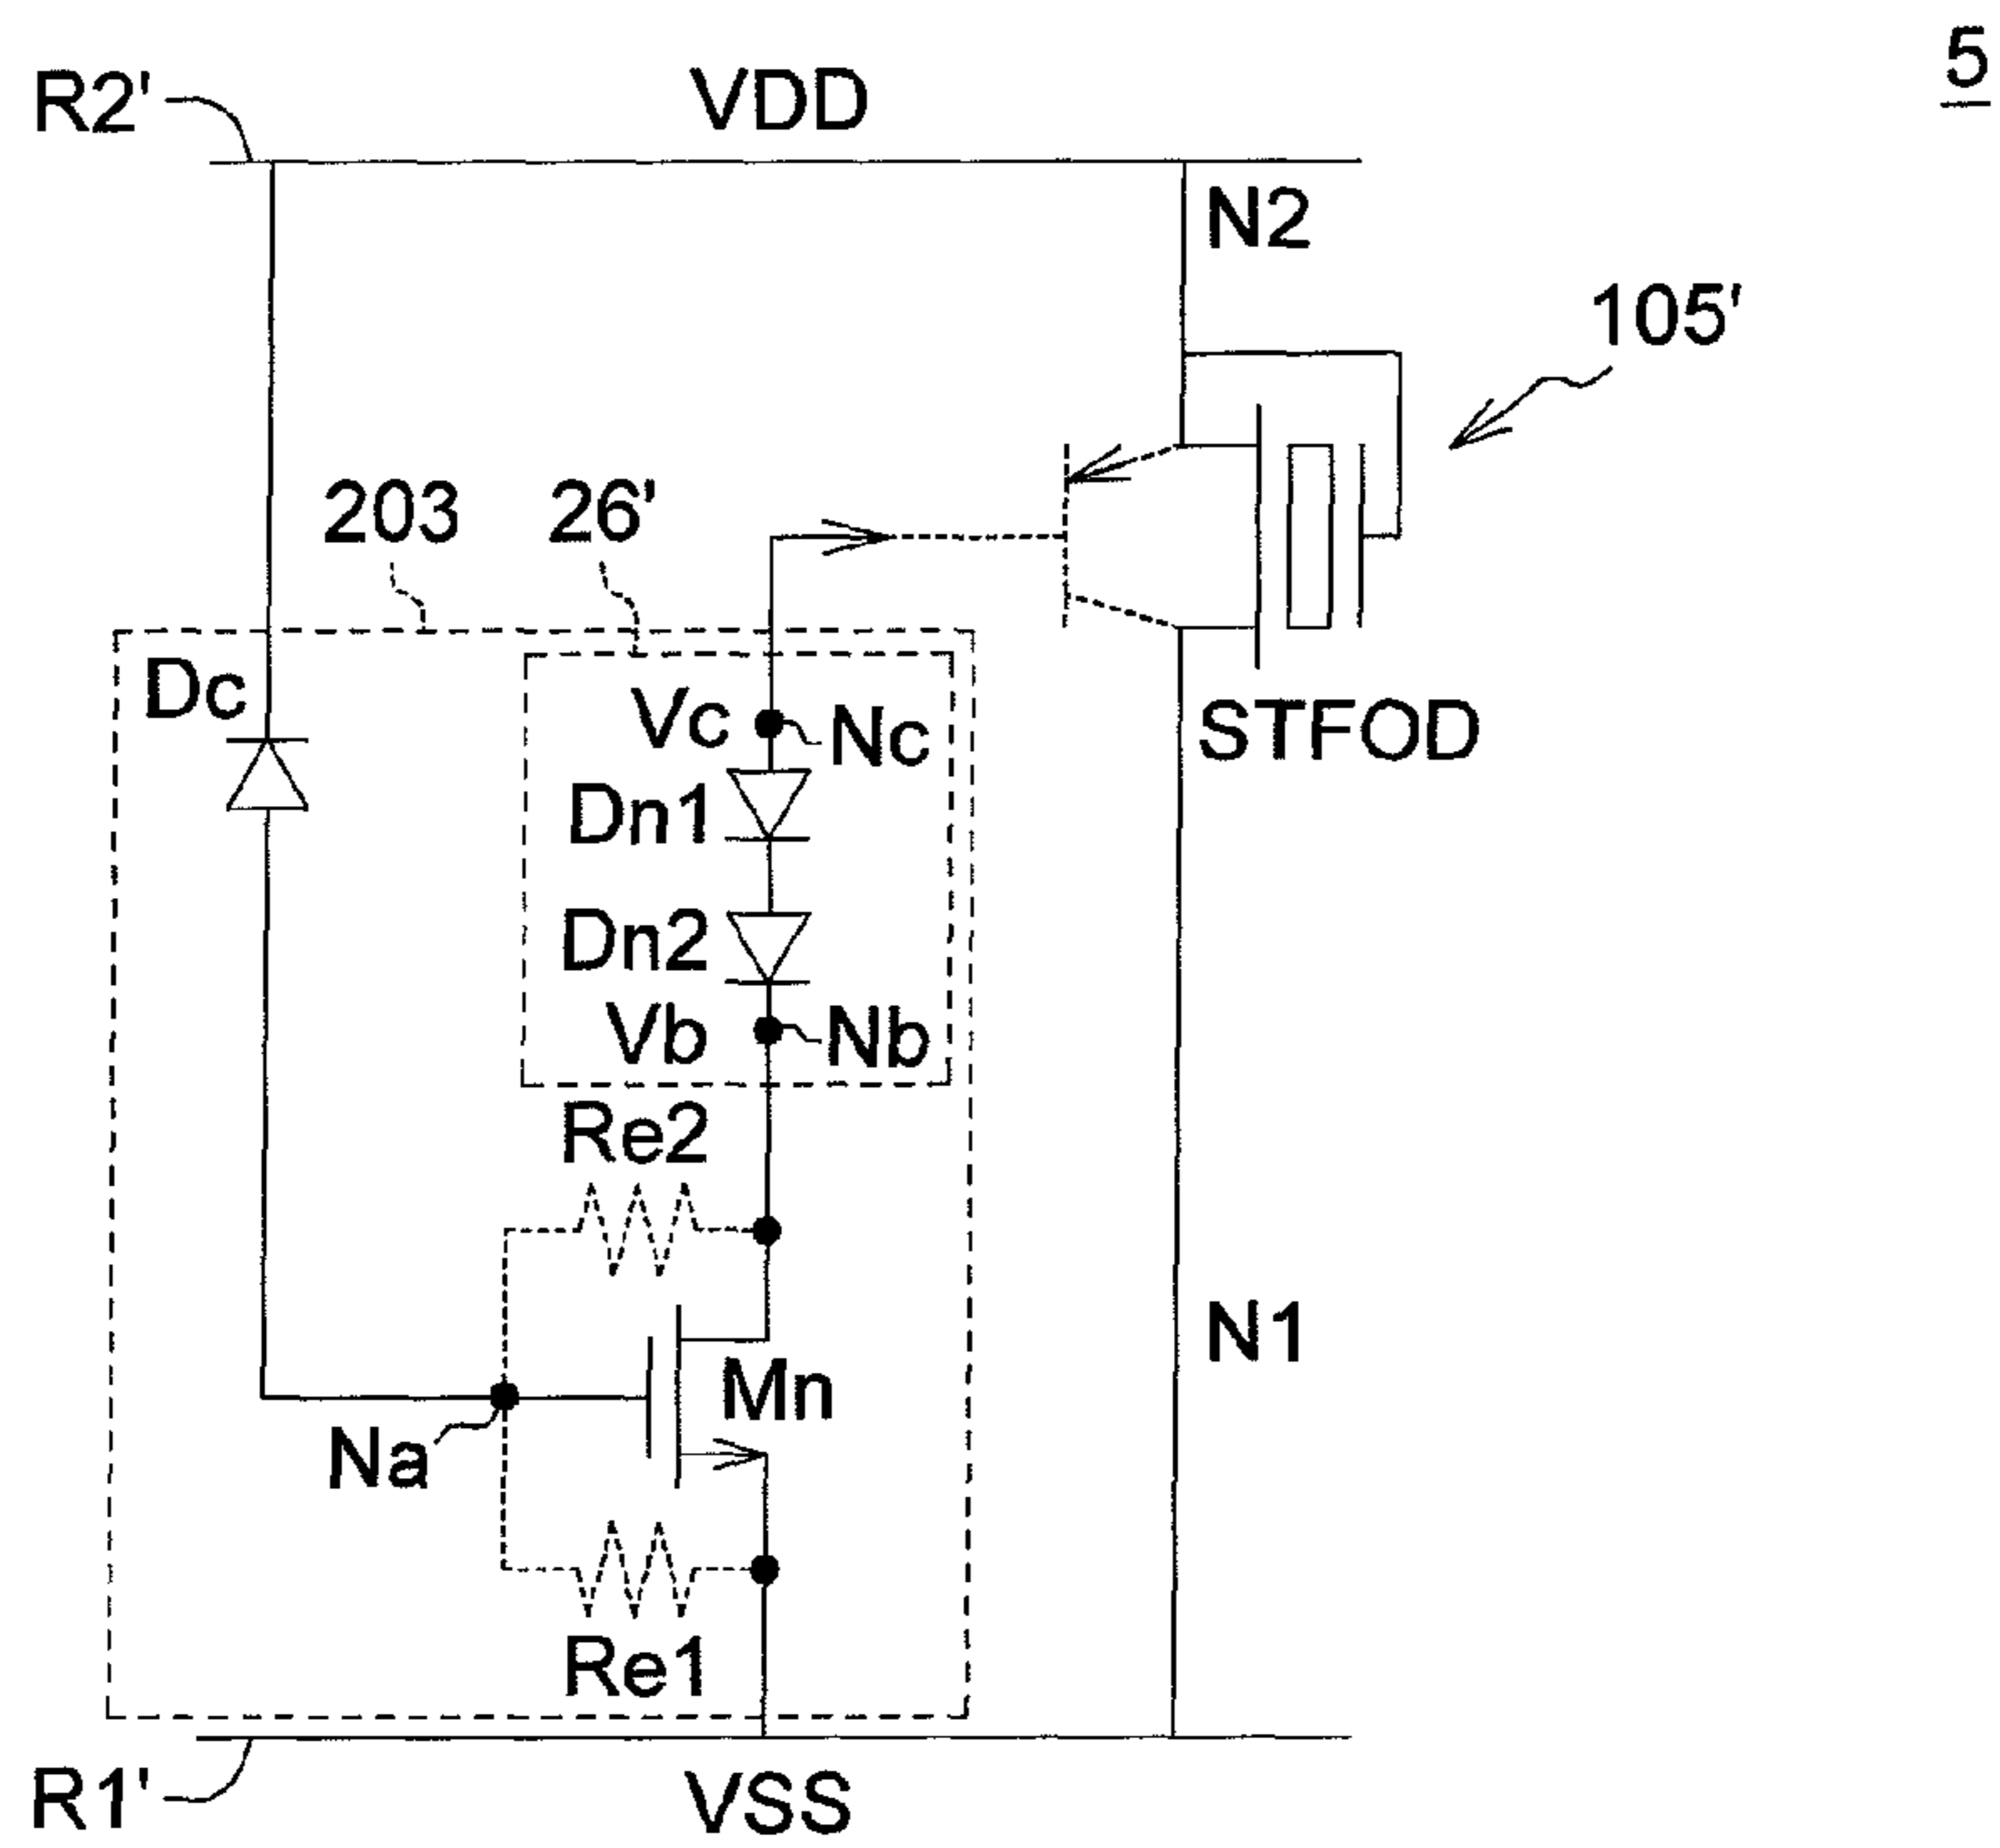 5
R2'
VDD
N2
105'
203
26'
Dc
Vc
Nc
STFOD
Dn1
Dn2
Vb
Nb
Re2
N1
Mn
Na
Re1
R1'
VSS